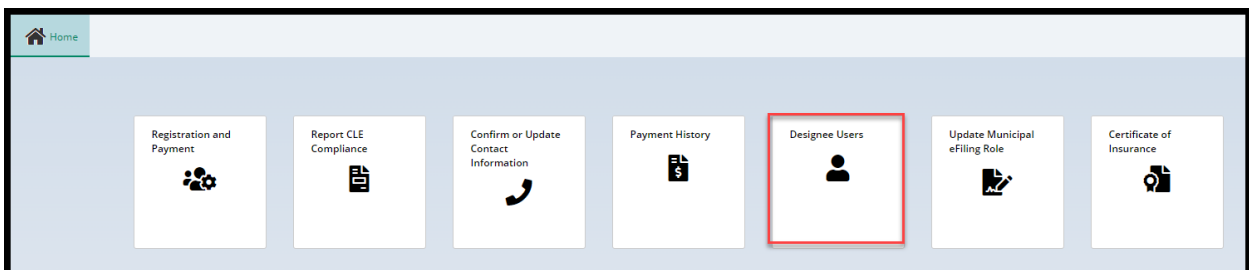 Home
Registration and
Payment
Report CLE
Compliance
Confirm or Update
Contact
Information
Payment History
Designee Users
Update Municipal
eFiling Role
Certificate of
Insurance